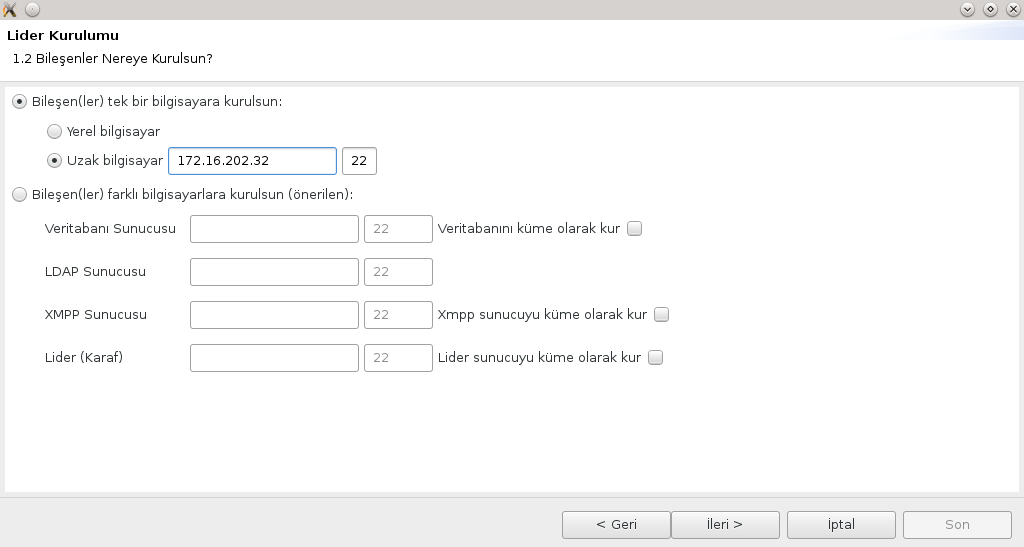 Lider Kurulumu
1.2 Bileşenler Nereye Kurulsun?
Bileşen(ler) tek bir bilgisayara kurulsun:
Yerel bilgisayar
Uzak bilgisayar 172.16.202.32 22
Bileşen(ler) farklı bilgisayarlara kurulsun (önerilen):
Veritabanı Sunucusu 22 Veritabanını küme olarak kur
LDAP Sunucusu 22
XMPP Sunucusu 22 Xmpp sunucuyu küme olarak kur
Lider (Karaf) 22 Lider sunucuyu küme olarak kur
< Geri İleri > İptal Son